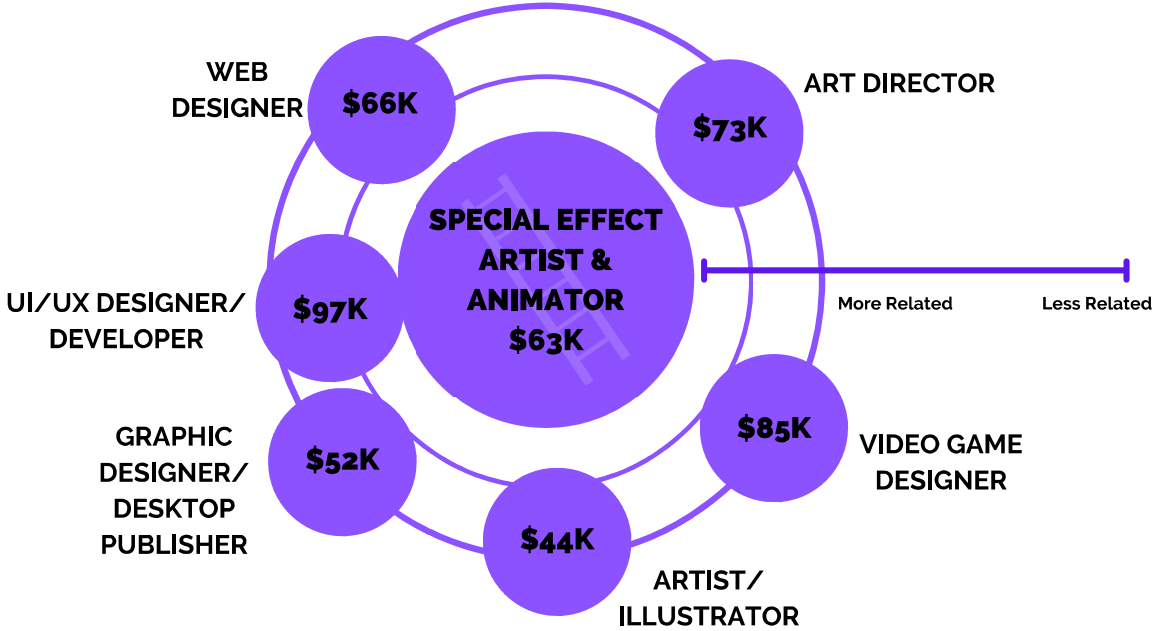 WEB
DESIGNER
$66K
ART DIRECTOR
$73K
SPECIAL EFFECT
ARTIST &
ANIMATOR
$63K
More Related
Less Related
UI/UX DESIGNER/
DEVELOPER
$97K
GRAPHIC
DESIGNER/
DESKTOP
PUBLISHER
$52K
$85K
VIDEO GAME
DESIGNER
$44K
ARTIST/
ILLUSTRATOR